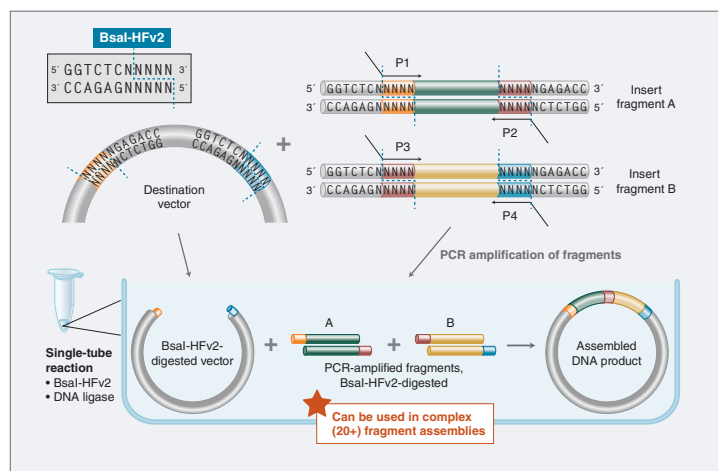 BsaI-HFv2
5´ GGTCTCNNNNN 3´
3´ CCAGAGNNNNN 5´
NNNNNGAGACC
NNNNNCTCTGG
GGTCTCNNNNN
CCAGAGNNNNN
Destination
vector
+
P1
5´ GGTCTCNNNNN NNNNNGAGACC 3´
3´ CCAGAGNNNNN NNNNNCTCTGG 5´
P2
Insert
fragment A
P3
5´ GGTCTCNNNNN NNNNNGAGACC 3´
3´ CCAGAGNNNNN NNNNNCTCTGG 5´
P4
Insert
fragment B
PCR amplification of fragments
Single-tube
reaction
• BsaI-HFv2
• DNA ligase
BsaI-HFv2-
digested vector
+
A
+
B
PCR-amplified fragments,
BsaI-HFv2-digested
Assembled
DNA product
Can be used in complex
(20+) fragment assemblies